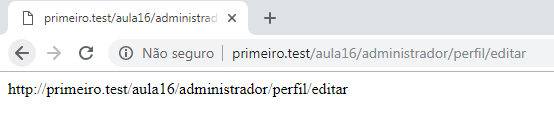 primeiro.test/aula16/administrad
Não seguro | primeiro.test/aula16/administrador/perfil/editar
http://primeiro.test/aula16/administrador/perfil/editar